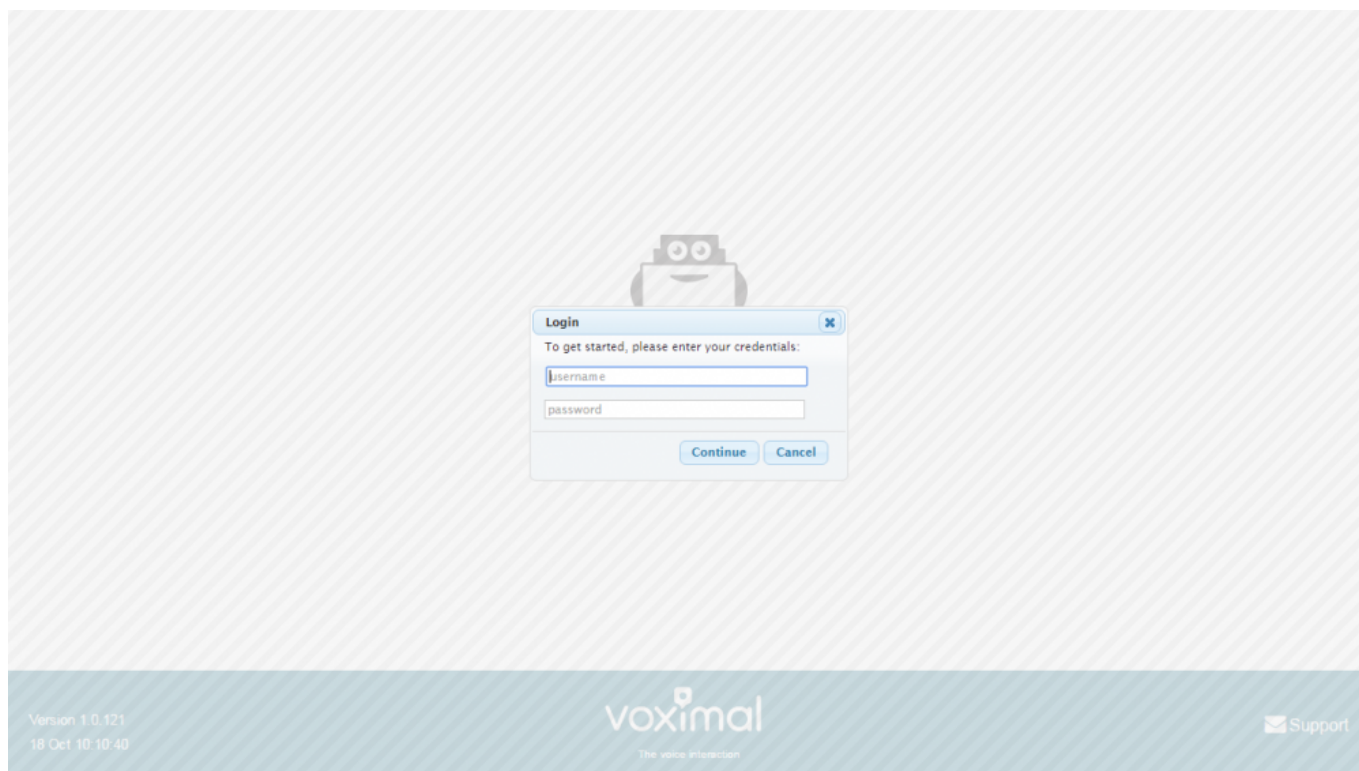 Login
To get started, please enter your credentials:
username
password
Continue Cancel
Version 1.0.121
18 Oct 10:10:40
voximal
The voice interaction
Support